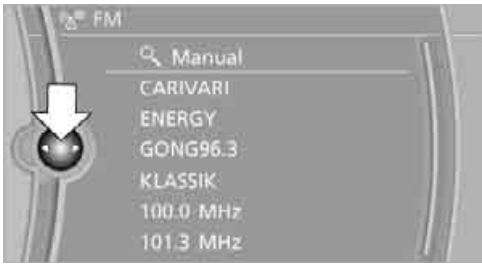 FM
Manual
CARIVARI
ENERGY
GONG96.3
KLASSIK
100.0 MHz
101.3 MHz